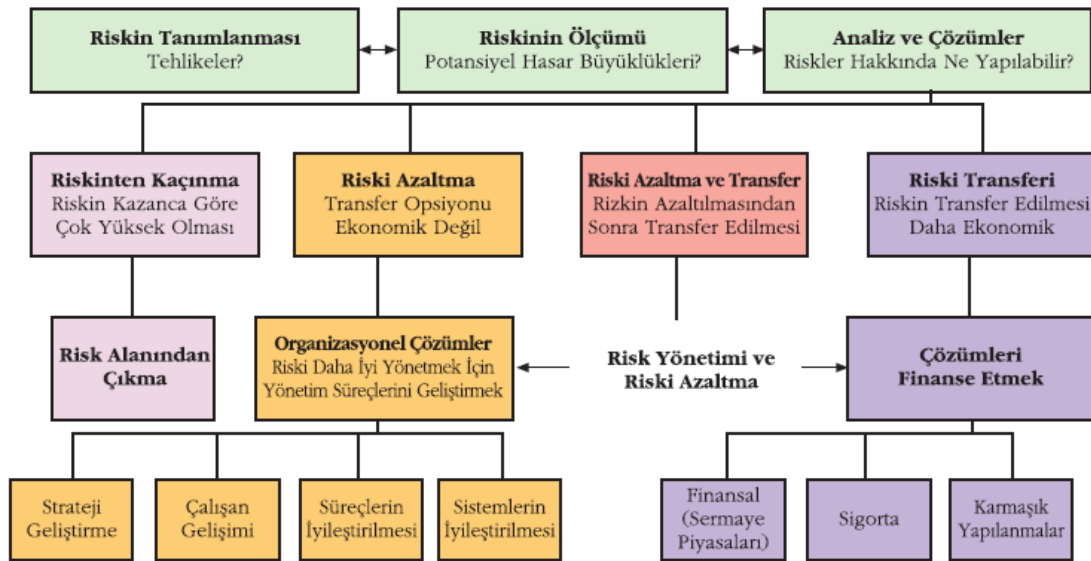 Riskin Tanımlanması
Tehlikeler?
Riskinin Ölçümü
Potansiyel Hasar Büyüklükleri?
Analiz ve Çözümler
Riskler Hakkında Ne Yapılabilir?
Riskinten Kaçınma
Riskin Kazanca Göre
Çok Yüksek Olması
Riski Azaltma
Transfer Opsiyonu
Ekonomik Değil
Riski Azaltma ve Transfer
Rizkin Azaltılmasından
Sonra Transfer Edilmesi
Riski Transferi
Riskin Transfer Edilmesi
Daha Ekonomik
Risk Alanından
Çıkma
Organizasyonel Çözümler
Riski Daha İyi Yönetmek İçin
Yönetim Süreçlerini Geliştirmek
Risk Yönetimi ve
Riski Azaltma
Çözümleri
Finanse Etmek
Strateji
Geliştirme
Çalışan
Gelişimi
Süreçlerin
İyileştirilmesi
Sistemlerin
İyileştirilmesi
Finansal
(Sermaye
Piyasaları)
Sigorta
Karmaşık
Yapılanmalar